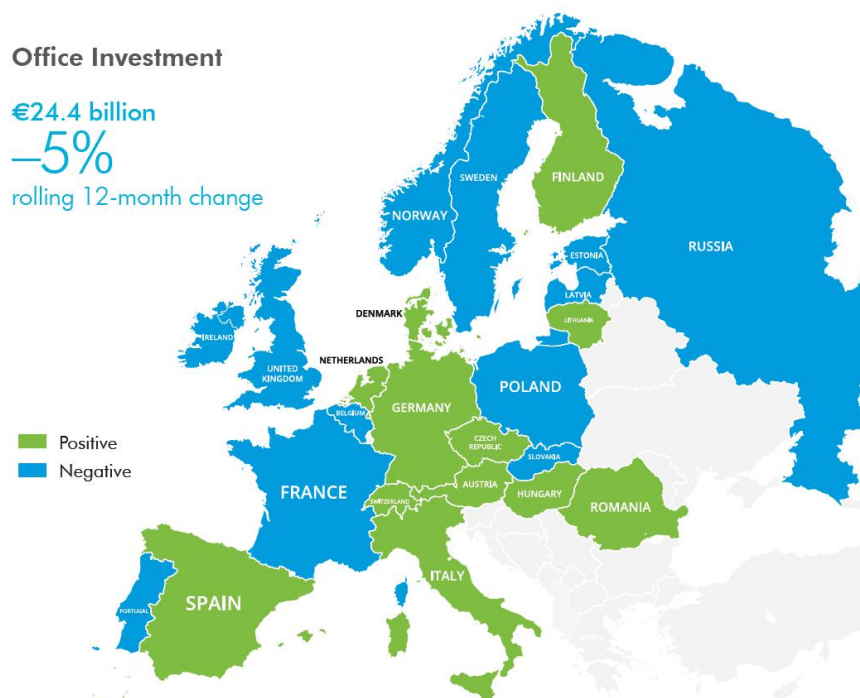 Office Investment
€24.4 billion
–5%
rolling 12-month change
FINLAND
SWEDEN
NORWAY
RUSSIA
ESTONIA
LATVIA
DENMARK
LITHUANIA
IRELAND
NETHERLANDS
UNITED
KINGDOM
POLAND
GERMANY
BELGIUM
Positive
Negative
CZECH
REPUBLIC
SLOVAKIA
FRANCE
AUSTRIA
HUNGARY
SWITZERLAND
ROMANIA
ITALY
SPAIN
PORTUGAL
GREECE